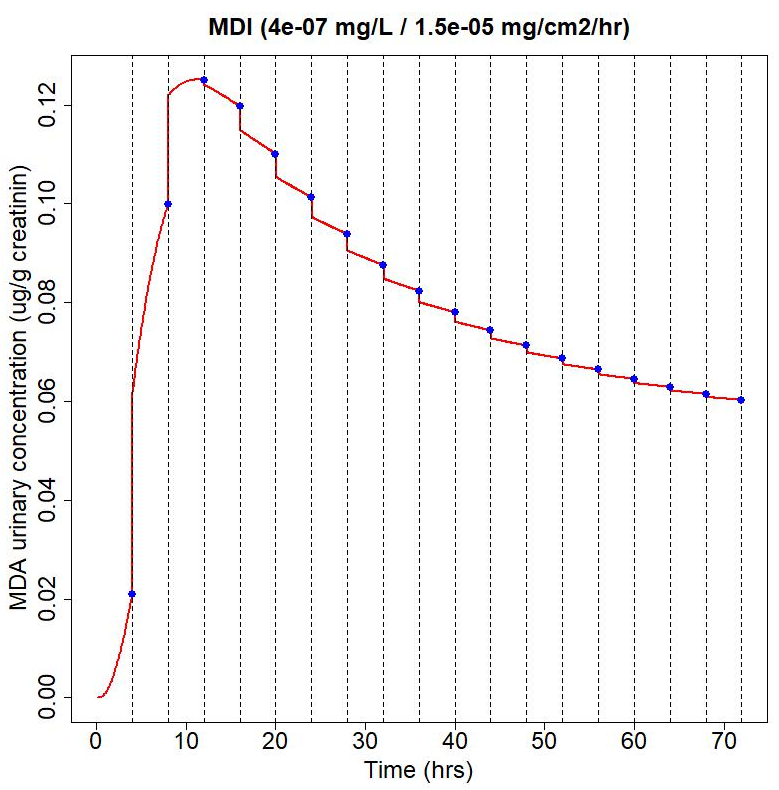 MDI (4e-07 mg/L / 1.5e-05 mg/cm2/hr)
MDA urinary concentration (ug/g creatinin)
0.12
0.10
0.08
0.06
0.04
0.02
0.00
0 10 20 30 40 50 60 70
Time (hrs)